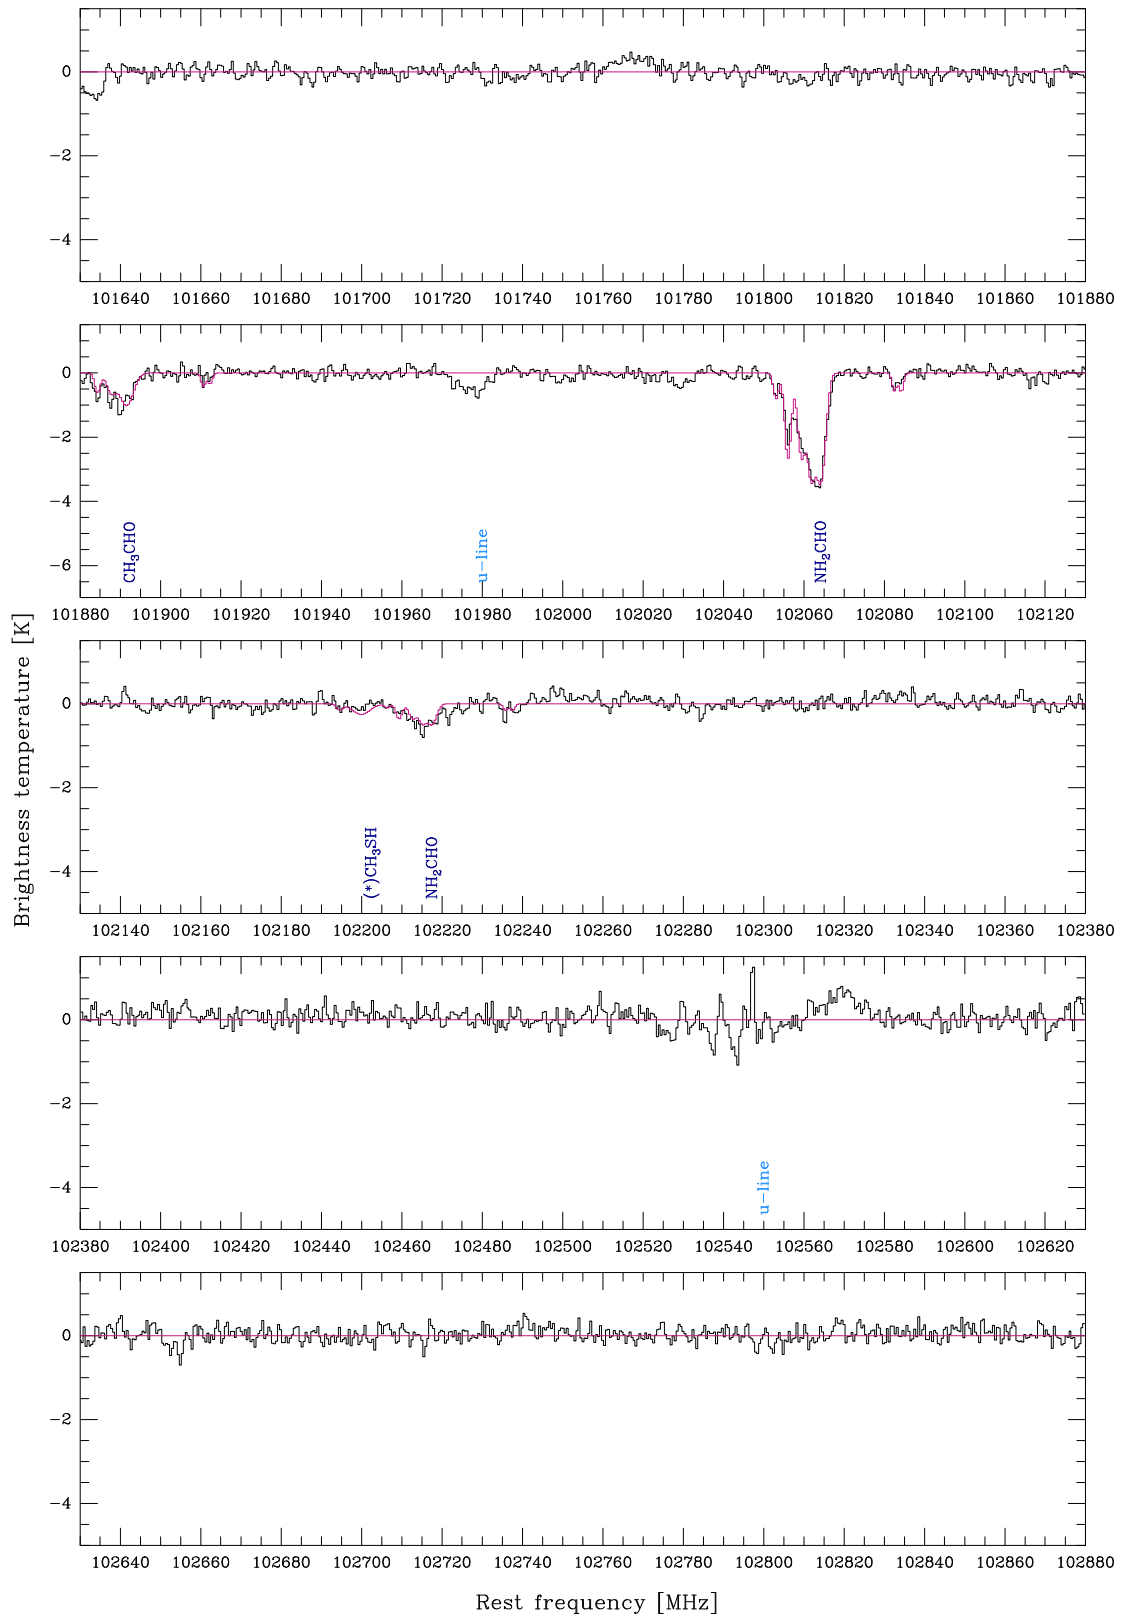 0
−2
−4
101640 101660 101680 101700 101720 101740 101760 101780 101800 101820 101840 101860 101880
0
−2
−4
−6
CH₃CHO
u−line
NH₂CHO
101880 101900 101920 101940 101960 101980 102000 102020 102040 102060 102080 102100 102120
Brightness temperature [K]
0
−2
−4
(*)CH₃SH
NH₂CHO
102140 102160 102180 102200 102220 102240 102260 102280 102300 102320 102340 102360 102380
0
−2
−4
u−line
102380 102400 102420 102440 102460 102480 102500 102520 102540 102560 102580 102600 102620
0
−2
−4
102640 102660 102680 102700 102720 102740 102760 102780 102800 102820 102840 102860 102880
Rest frequency [MHz]